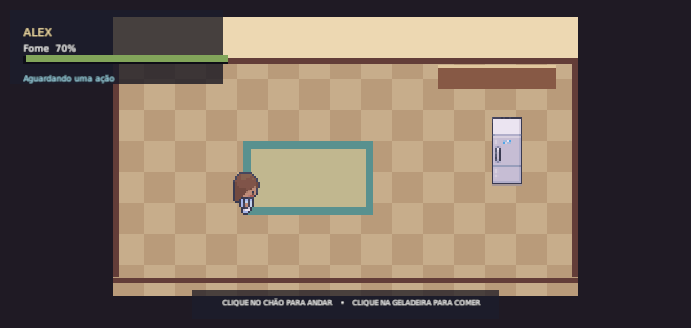 ALEX
Fome 70%
Aguardando uma ação
CLIQUE NO CHÃO PARA ANDAR • CLIQUE NA GELADEIRA PARA COMER